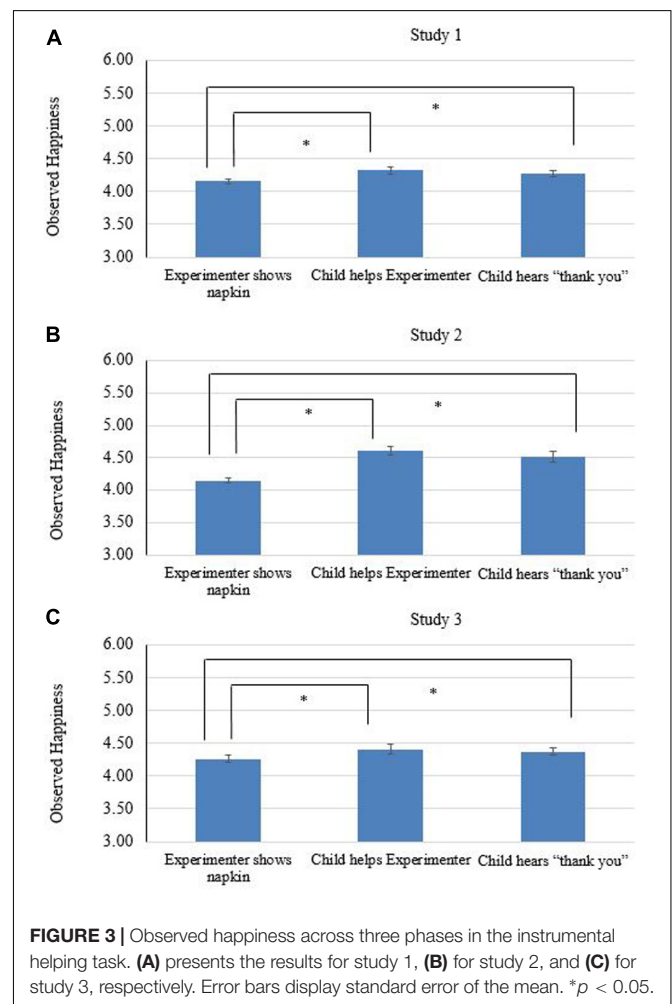 A
Study 1
Observed Happiness
6.00
5.50
5.00
4.50
4.00
3.50
3.00
*
*
Experimenter shows napkin
Child helps Experimenter
Child hears “thank you”
B
Study 2
Observed Happiness
6.00
5.50
5.00
4.50
4.00
3.50
3.00
*
*
Experimenter shows napkin
Child helps Experimenter
Child hears “thank you”
C
Study 3
Observed Happiness
6.00
5.50
5.00
4.50
4.00
3.50
3.00
*
*
Experimenter shows napkin
Child helps Experimenter
Child hears “thank you”
FIGURE 3 | Observed happiness across three phases in the instrumental
helping task. (A) presents the results for study 1, (B) for study 2, and (C) for
study 3, respectively. Error bars display standard error of the mean. *p < 0.05.